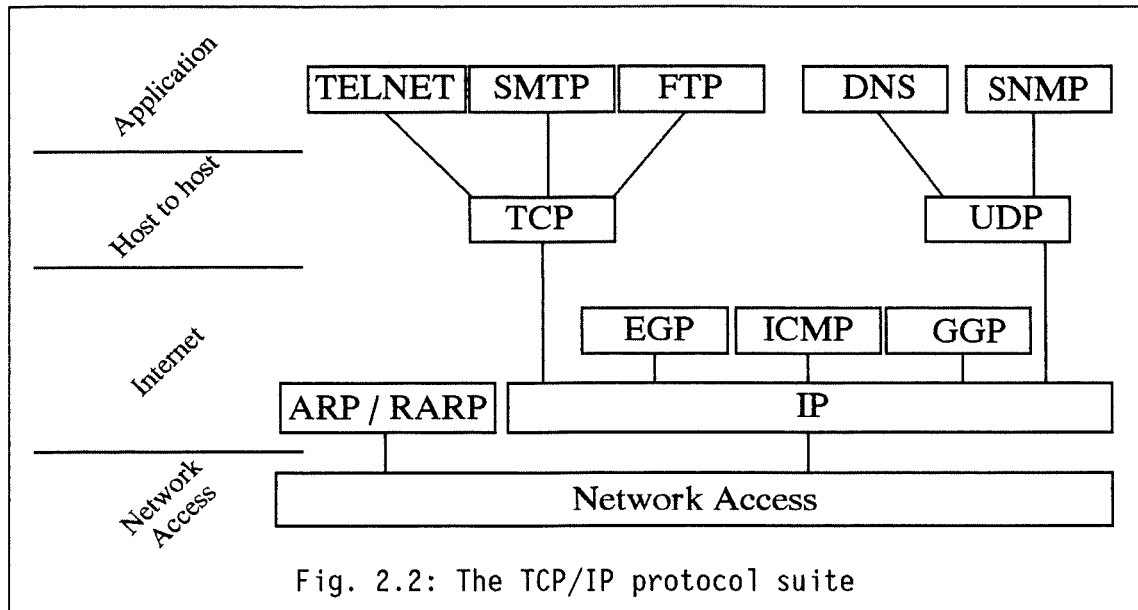 Application
TELNET SMTP FTP DNS SNMP
Host to host
TCP UDP
Internet
EGP ICMP GGP
ARP / RARP IP
Network
Access
Network Access
Fig. 2.2: The TCP/IP protocol suite